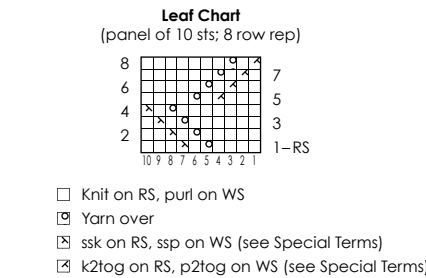 Leaf Chart
(panel of 10 sts; 8 row rep)
8
7
6
5
4
3
2
1–RS
10 9 8 7 6 5 4 3 2 1
Knit on RS, purl on WS
Yarn over
ssk on RS, ssp on WS (see Special Terms)
k2tog on RS, p2tog on WS (see Special Terms)